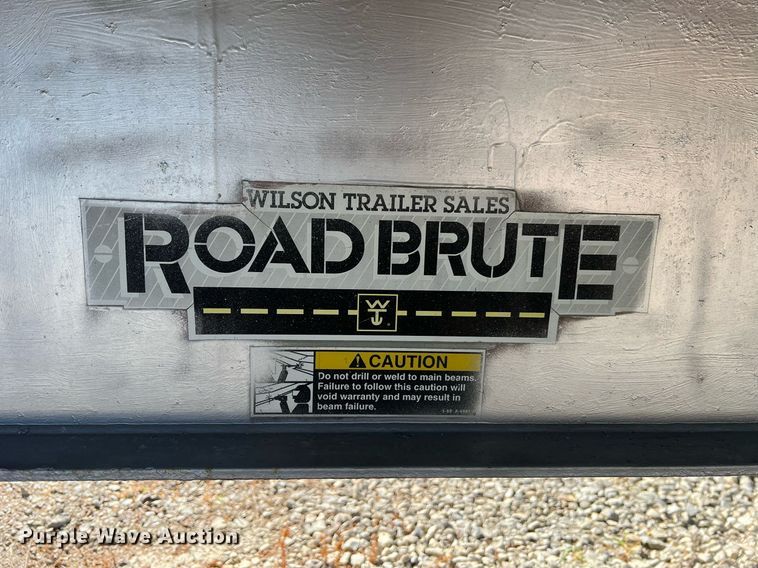 WILSON TRAILER SALES
ROAD BRUTE
WT
CAUTION
Do not drill or weld to main beams.
Failure to follow this caution will
void warranty and may result in
beam failure.
Purple Wave Auction